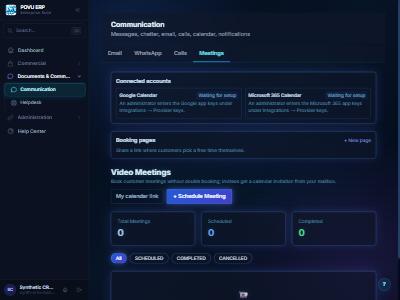 POVU ERP
Search...
Dashboard
Commercial
Documents & Comm...
Communication
Helpdesk
Administration
Help Center
Synthetic CR...
Communication
Messages, chatter, email, calls, calendar, notifications
Email WhatsApp Calls Meetings
Connected accounts
Google Calendar Waiting for setup
An administrator enters the Google app keys under Integrations → Provider keys.
Microsoft 365 Calendar Waiting for setup
An administrator enters the Microsoft 365 app keys under Integrations → Provider keys.
Booking pages + New page
Share a link where customers pick a free time themselves.
Video Meetings
Book customer meetings without double-booking; invitees get a calendar invitation from your mailbox.
My calendar link + Schedule Meeting
Total Meetings
0
Scheduled
0
Completed
0
All SCHEDULED COMPLETED CANCELLED
?